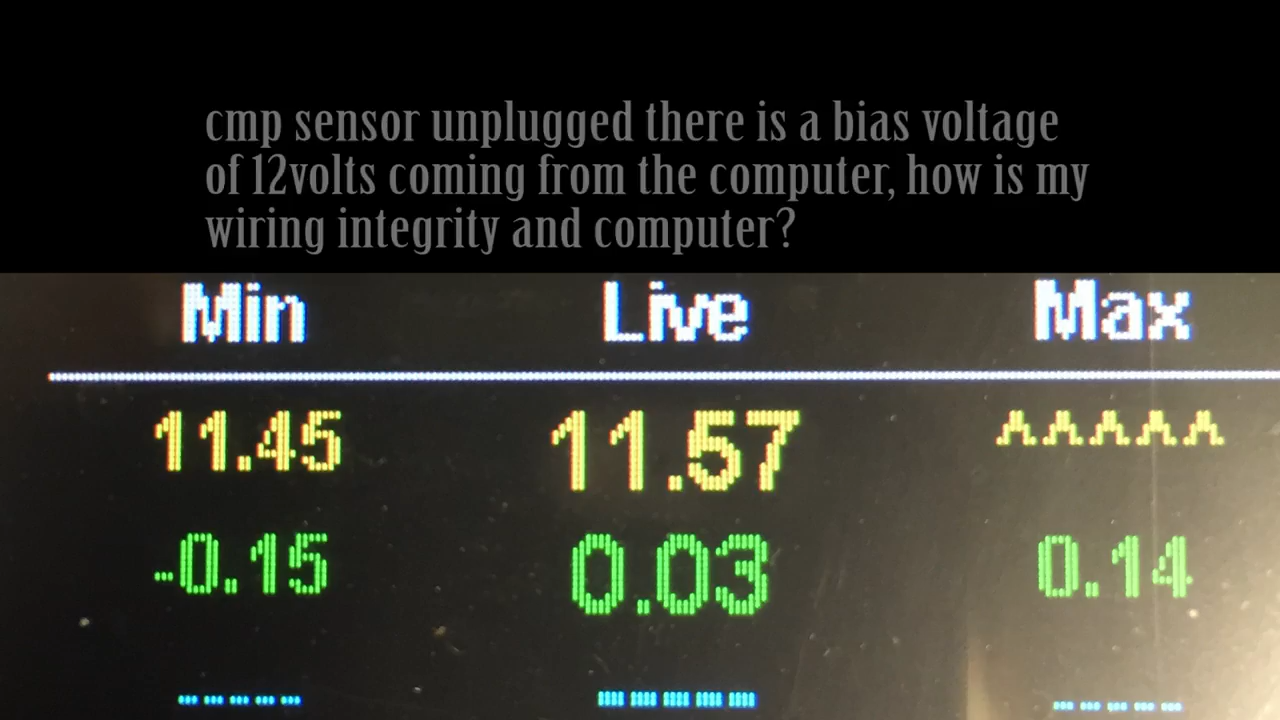 cmp sensor unplugged there is a bias voltage
of 12volts coming from the computer, how is my
wiring integrity and computer?
Min Live Max
11.45 11.57 ^^^^^
-0.15 0.03 0.14